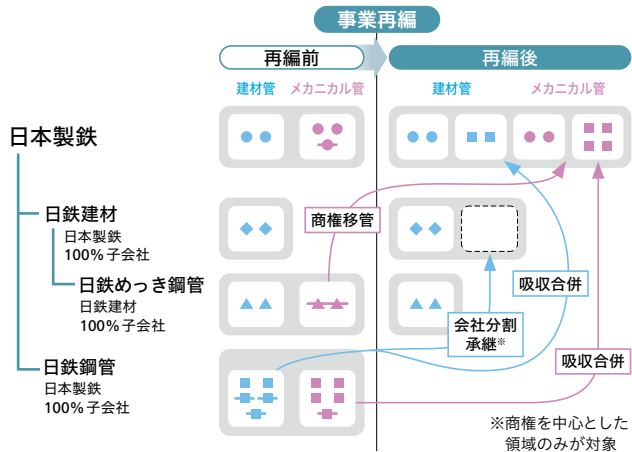 事業再編
再編前
再編後
建材管
メカニカル管
建材管
メカニカル管
日本製鉄
日鉄建材
日本製鉄
100%子会社
商権移管
日鉄めっき鋼管
日鉄建材
100%子会社
吸収合併
会社分割
承継※
日鉄鋼管
日本製鉄
100%子会社
吸収合併
※商権を中心とした
領域のみが対象